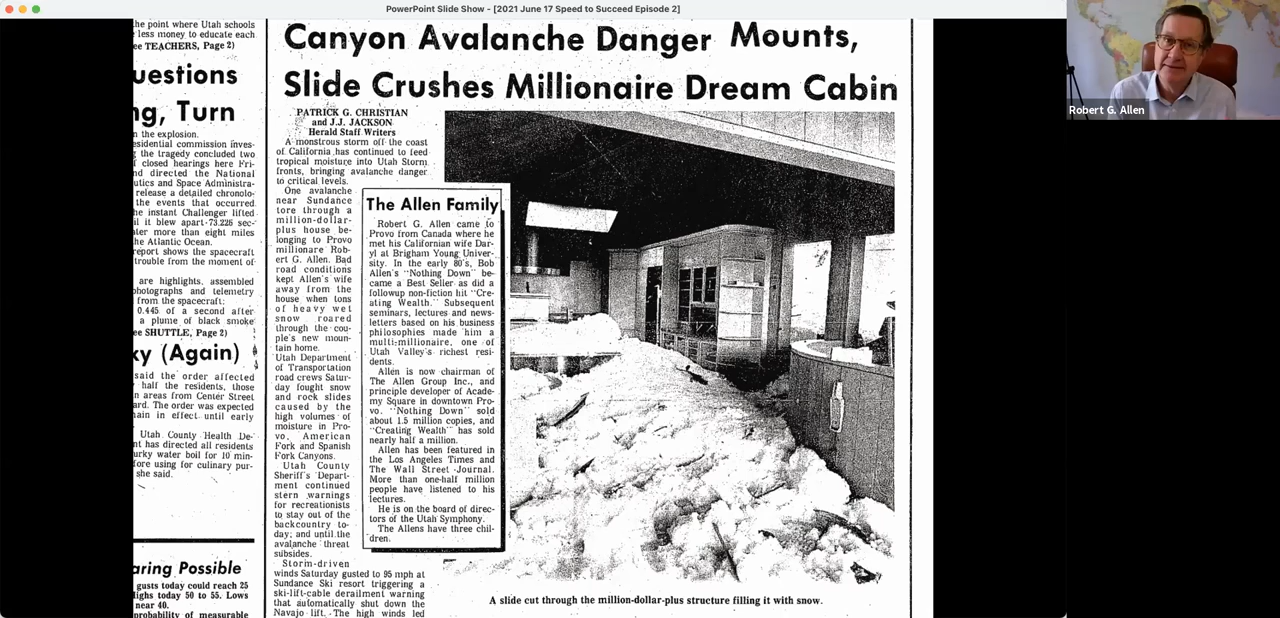 PowerPoint Slide Show - [2021 June 17 Speed to Succeed Episode 2]
Robert G. Allen
the point where Utah schools
less money to educate each
ee TEACHERS, Page 2)
uestions
ng, Turn
n the explosion.
esidential commission inves-
g the tragedy concluded two
f closed hearings here Fri-
nd directed the National
utics and Space Administra-
release a detailed chronolo-
the events that occurred
he instant Challenger lifted
il it blew apart 73.226 sec-
ater more than eight miles
he Atlantic Ocean.
report shows the spacecraft
trouble from the moment of
are highlights, assembled
photographs and telemetry
from the spacecraft:
0.445 of a second after
a plume of black smoke
ee SHUTTLE, Page 2)
ky (Again)
said the order affected
half the residents, those
n areas from Center Street
ard. The order was expected
main in effect until early
Utah County Health De-
nt has directed all residents
urky water boil for 10 min-
fore using for culinary pur-
she said.
aring Possible
gusts today could reach 25
Highs today 50 to 55. Lows
near 40.
probability of measurable
Canyon Avalanche Danger Mounts,
Slide Crushes Millionaire Dream Cabin
PATRICK G. CHRISTIAN
and J.J. JACKSON
Herald Staff Writers
A monstrous storm off the coast
of California has continued to feed
tropical moisture into Utah Storm
fronts, bringing avalanche danger
to critical levels.
One avalanche
near Sundance
tore through a
million-dollar-
plus house be-
longing to Provo
millionare Rob-
ert G. Allen. Bad
road conditions
kept Allen's wife
away from the
house when tons
of heavy wet
snow roared
through the cou-
ple's new moun-
tain home.
Utah Department
of Transportation
road crews Satur-
day fought snow
and rock slides
caused by the
high volumes of
moisture in Pro-
vo, American
Fork and Spanish
Fork Canyons.
Utah County
Sheriff's Depart-
ment continued
stern warnings
for recreationists
to stay out of the
backcountry to-
day; and until the
avalanche threat
subsides.
Storm-driven
winds Saturday gusted to 95 mph at
Sundance Ski resort triggering a
ski-lift-cable derailment warning
that automatically shut down the
Navajo lift. The high winds led
The Allen Family
Robert G. Allen came to
Provo from Canada where he
met his Californian wife Dar-
yl at Brigham Young Univer-
sity. In the early 80's, Bob
Allen's "Nothing Down" be-
came a Best Seller as did a
followup non-fiction hit "Cre-
ating Wealth." Subsequent
seminars, lectures and news-
letters based on his business
philosophies made him a
multi-millionaire, one of
Utah Valley's richest resi-
dents.
Allen is now chairman of
The Allen Group Inc., and
principle developer of Acade-
my Square in downtown Pro-
vo. "Nothing Down" sold
about 1.5 million copies, and
"Creating Wealth" has sold
nearly half a million.
Allen has been featured in
the Los Angeles Times and
The Wall Street Journal.
More than one-half million
people have listened to his
lectures.
He is on the board of direc-
tors of the Utah Symphony.
The Allens have three chil-
dren.
A slide cut through the million-dollar-plus structure filling it with snow.